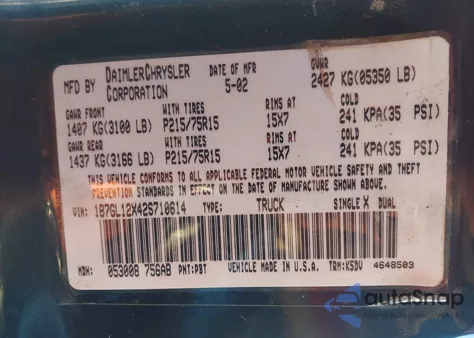 MFD BY DAIMLERCHRYSLER CORPORATION DATE OF MFR 5-02 GVWR 2427 KG(05350 LB)
GAWR FRONT WITH TIRES RIMS AT COLD
1407 KG(3100 LB) P215/75R15 15X7 241 KPA(35 PSI)
GAWR REAR WITH TIRES RIMS AT COLD
1437 KG(3166 LB) P215/75R15 15X7 241 KPA(35 PSI)
THIS VEHICLE CONFORMS TO ALL APPLICABLE FEDERAL MOTOR VEHICLE SAFETY AND THEFT
PREVENTION STANDARDS IN EFFECT ON THE DATE OF MANUFACTURE SHOWN ABOVE.
VIN: 1B7GL12X42S710614 TYPE: TRUCK SINGLE X DUAL
MDH: 053008 756AB PNT:PBT VEHICLE MADE IN U.S.A. TRM:KSDV 4648503
autoSnap